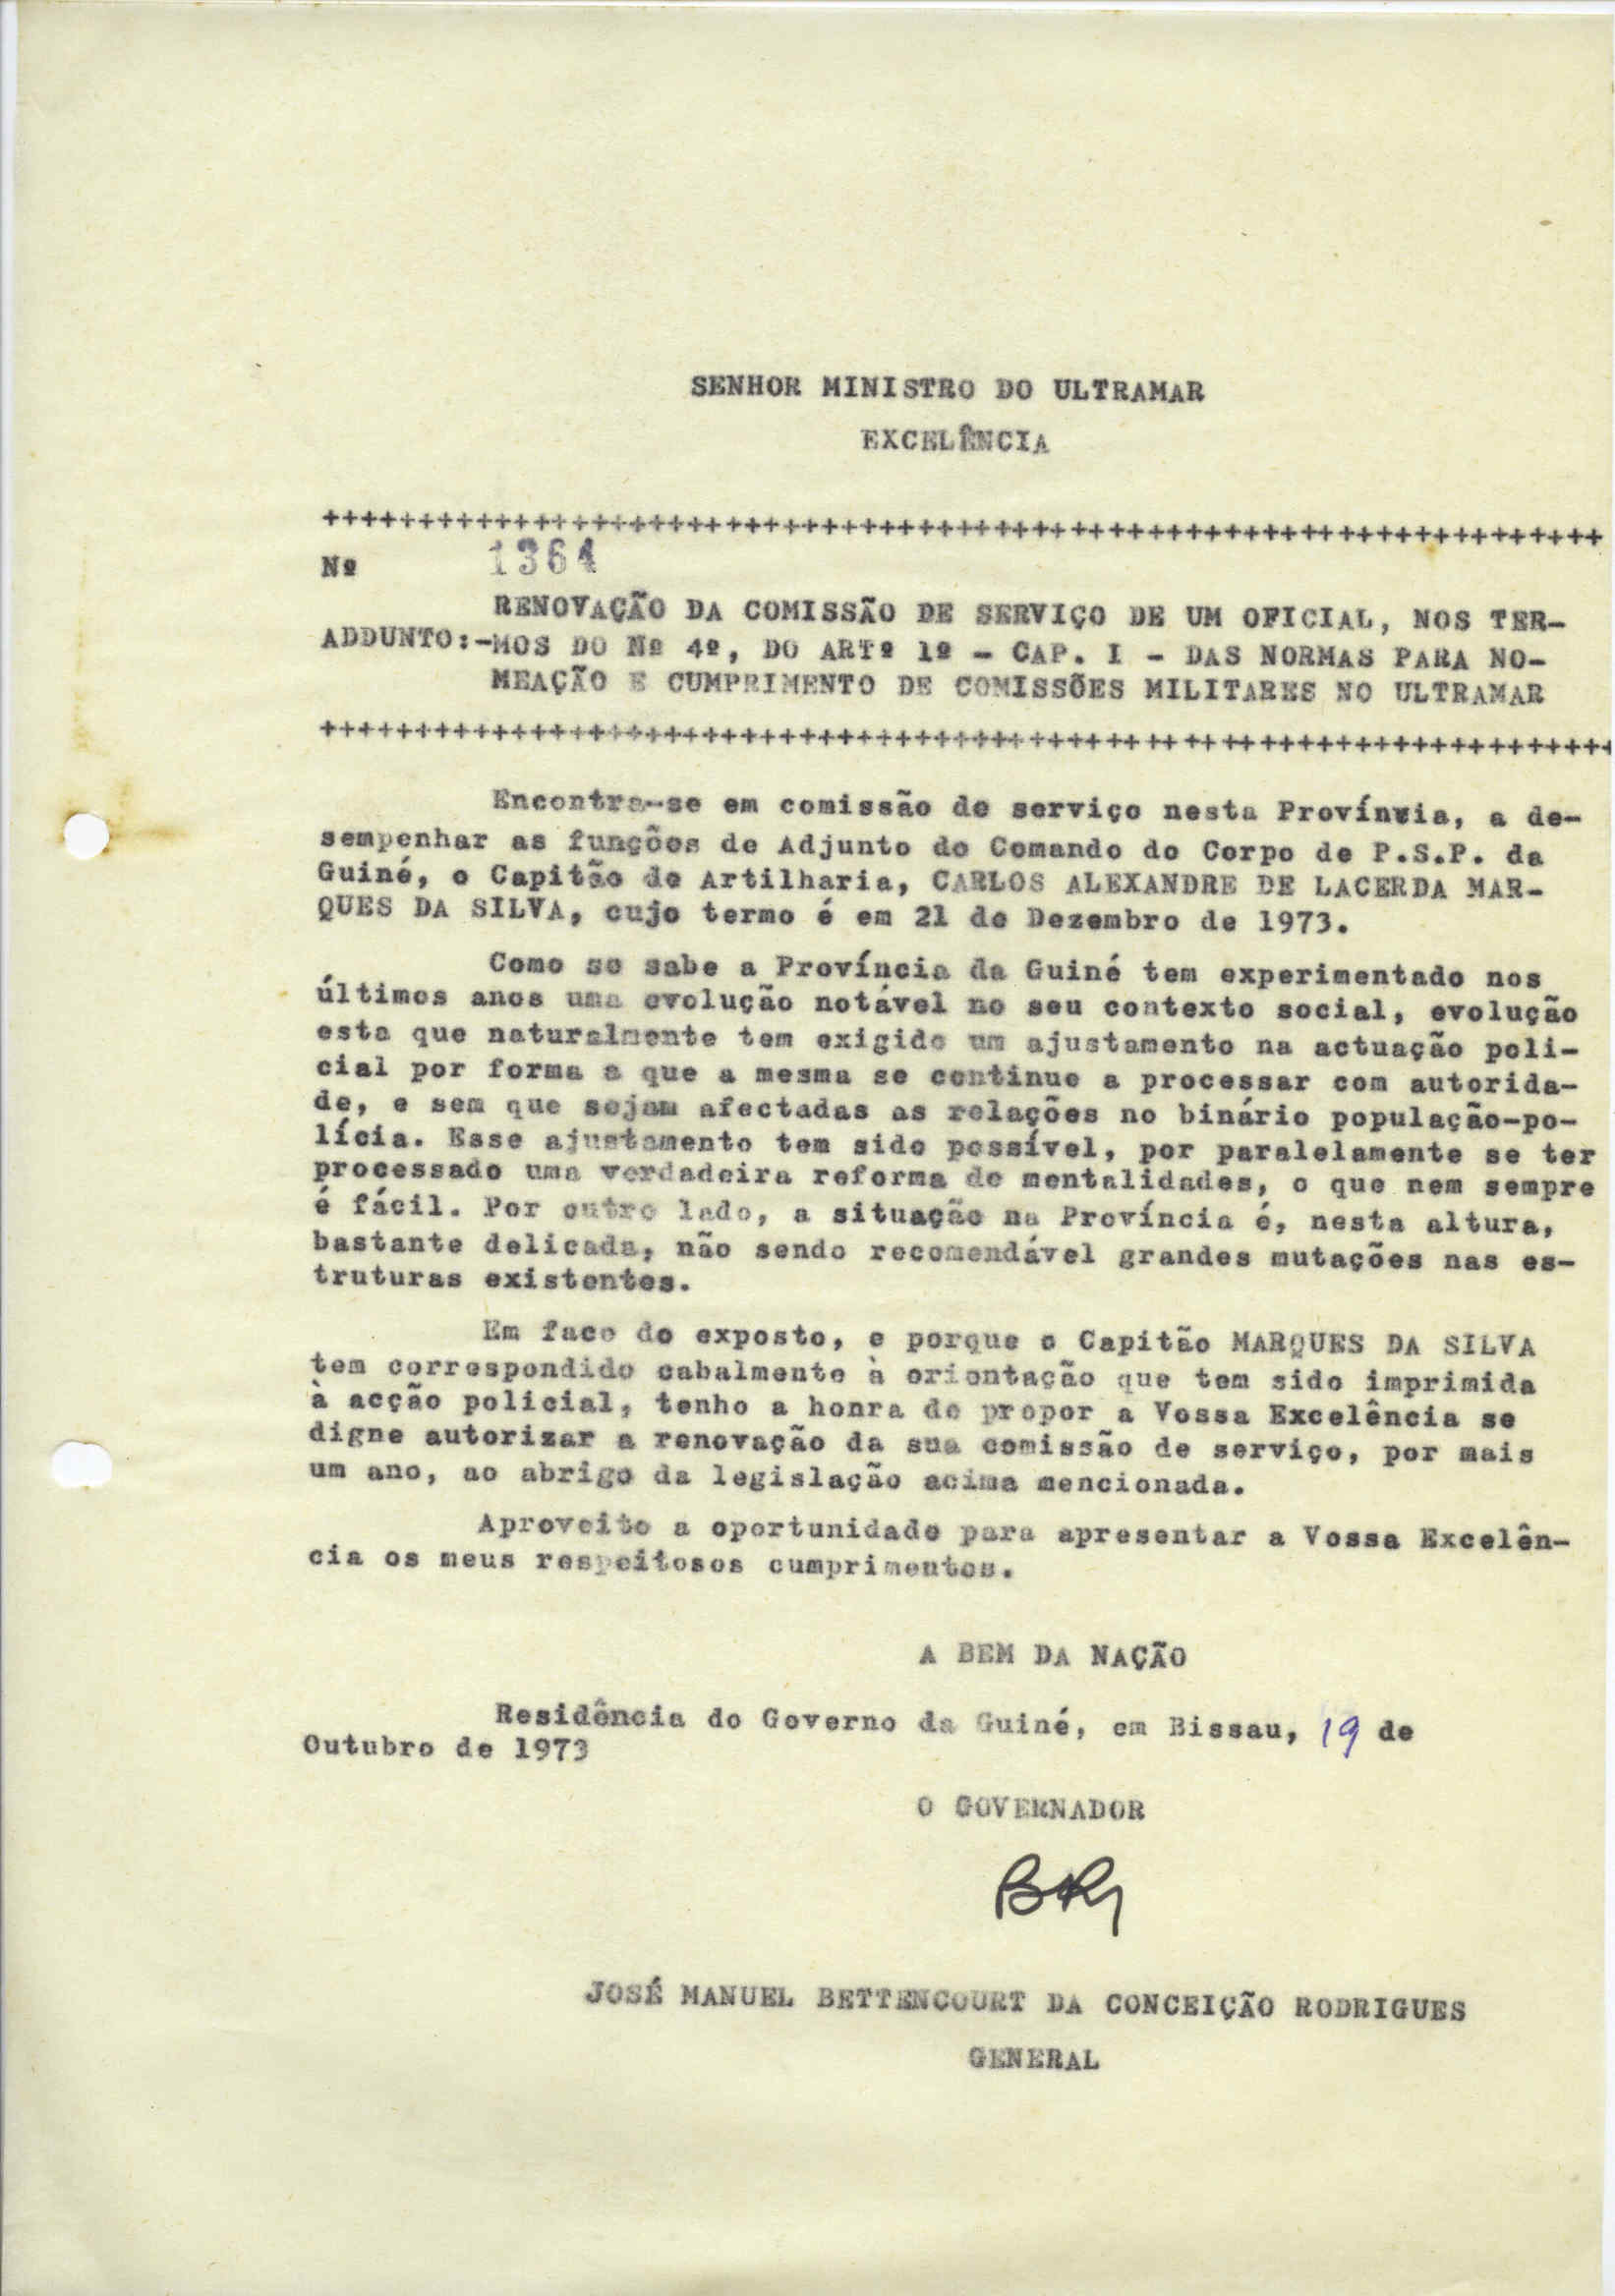 SENHOR MINISTRO DO ULTRAMAR
EXCELÊNCIA
+++++++++++++++++++++++++++++++++++++++++++++++++++++++++++++++++++
Nº 1364
RENOVAÇÃO DA COMISSÃO DE SERVIÇO DE UM OFICIAL, NOS TER-
ADDUNTO:-MOS DO Nº 4º, DO ARTº 1º - CAP. I - DAS NORMAS PARA NO-
MEAÇÃO E CUMPRIMENTO DE COMISSÕES MILITARES NO ULTRAMAR
+++++++++++++++++++++++++++++++++++++++++++++++++++++++++++++++++++
Encontra-se em comissão de serviço nesta Província, a de-
sempenhar as funções de Adjunto do Comando do Corpo de P.S.P. da
Guiné, o Capitão de Artilharia, CARLOS ALEXANDRE DE LACERDA MAR-
QUES DA SILVA, cujo termo é em 21 de Dezembro de 1973.
Como se sabe a Província da Guiné tem experimentado nos
últimos anos uma evolução notável no seu contexto social, evolução
esta que naturalmente tem exigido um ajustamento na actuação poli-
cial por forma a que a mesma se continue a processar com autorida-
de, e sem que sejam afectadas as relações no binário população-po-
lícia. Esse ajustamento tem sido possível, por paralelamente se ter
processado uma verdadeira reforma de mentalidades, o que nem sempre
é fácil. Por outro lado, a situação na Província é, nesta altura,
bastante delicada, não sendo recomendável grandes mutações nas es-
truturas existentes.
Em face do exposto, e porque o Capitão MARQUES DA SILVA
tem correspondido cabalmente à orientação que tem sido imprimida
à acção policial, tenho a honra de propor a Vossa Excelência se
digne autorizar a renovação da sua comissão de serviço, por mais
um ano, ao abrigo da legislação acima mencionada.
Aproveito a oportunidade para apresentar a Vossa Excelên-
cia os meus respeitosos cumprimentos.
A BEM DA NAÇÃO
Residência do Governo da Guiné, em Bissau, 19 de
Outubro de 1973
O GOVERNADOR
JOSÉ MANUEL BETTENCOURT DA CONCEIÇÃO RODRIGUES
GENERAL